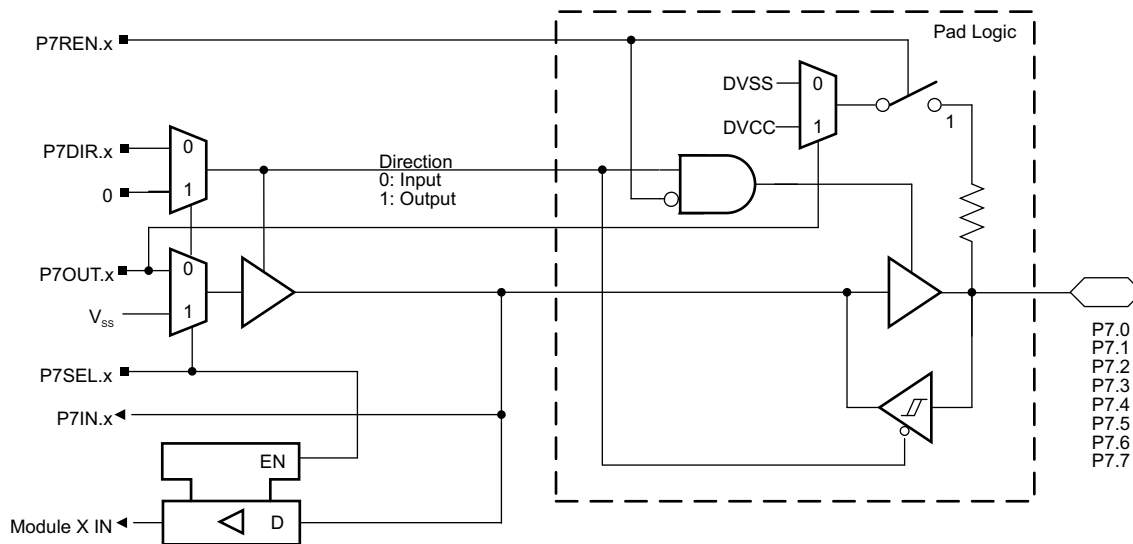 P7REN.x
Pad Logic
DVSS
0
DVCC
1
1
P7DIR.x
0
0
1
Direction
0: Input
1: Output
P7OUT.x
0
VSS
1
P7SEL.x
P7IN.x
EN
Module X IN
D
P7.0
P7.1
P7.2
P7.3
P7.4
P7.5
P7.6
P7.7